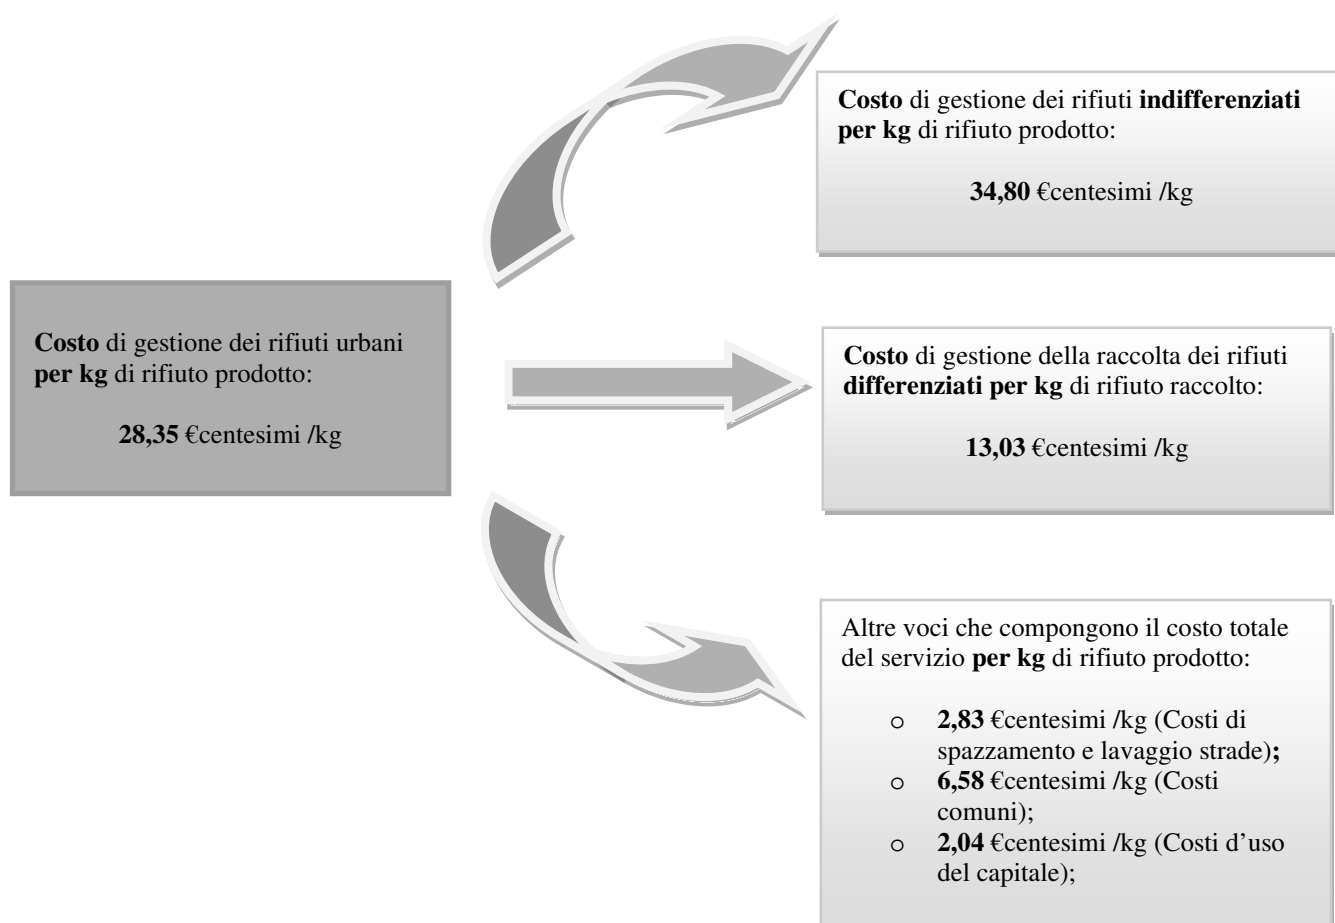 Costo di gestione dei rifiuti indifferenziati
per kg di rifiuto prodotto:
34,80 €centesimi /kg
Costo di gestione dei rifiuti urbani
per kg di rifiuto prodotto:
28,35 €centesimi /kg
Costo di gestione della raccolta dei rifiuti
differenziati per kg di rifiuto raccolto:
13,03 €centesimi /kg
Altre voci che compongono il costo totale
del servizio per kg di rifiuto prodotto:
o 2,83 €centesimi /kg (Costi di
spazzamento e lavaggio strade);
o 6,58 €centesimi /kg (Costi
comuni);
o 2,04 €centesimi /kg (Costi d’uso
del capitale);